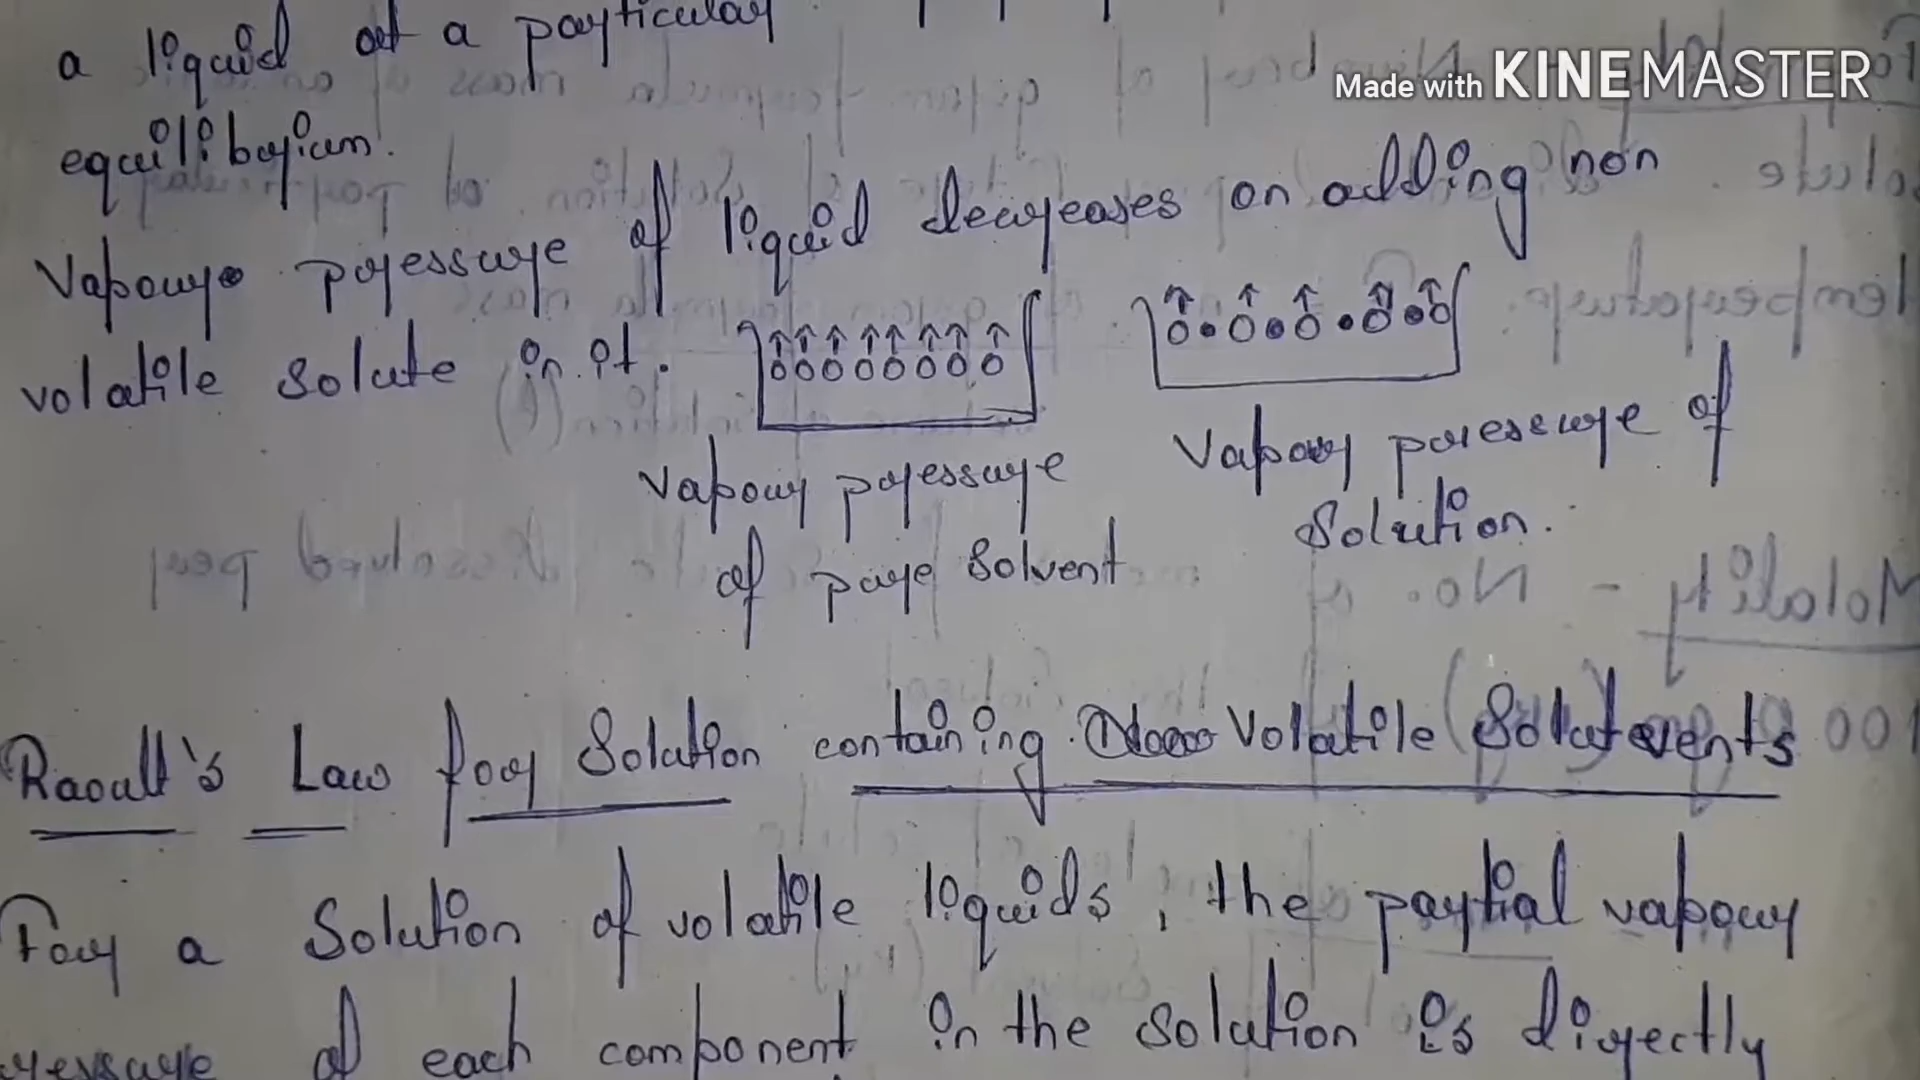 a liquid at a particular
Made with KINEMASTER
equilibrium.
Vapour pressure of liquid decreases on adding non
volatile solute in it.
Vapour pressure
of pure solvent
Vapour pressure of
solution.
Raoult's Law for Solution containing Volatile Solvents
For a solution of volatile liquids, the partial vapour
pressure of each component in the solution is directly